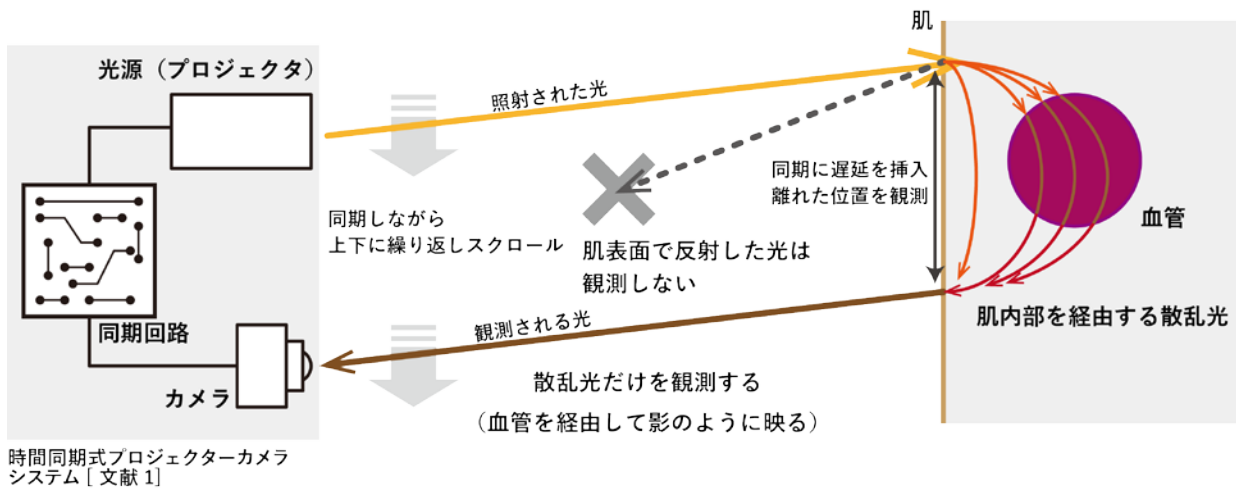 肌
光源（プロジェクタ）
照射された光
同期に遅延を挿入
離れた位置を観測
同期しながら
上下に繰り返しスクロール
肌表面で反射した光は
観測しない
血管
同期回路
観測される光
肌内部を経由する散乱光
カメラ
散乱光だけを観測する
（血管を経由して影のように映る）
時間同期式プロジェクターカメラ
システム [ 文献 1]